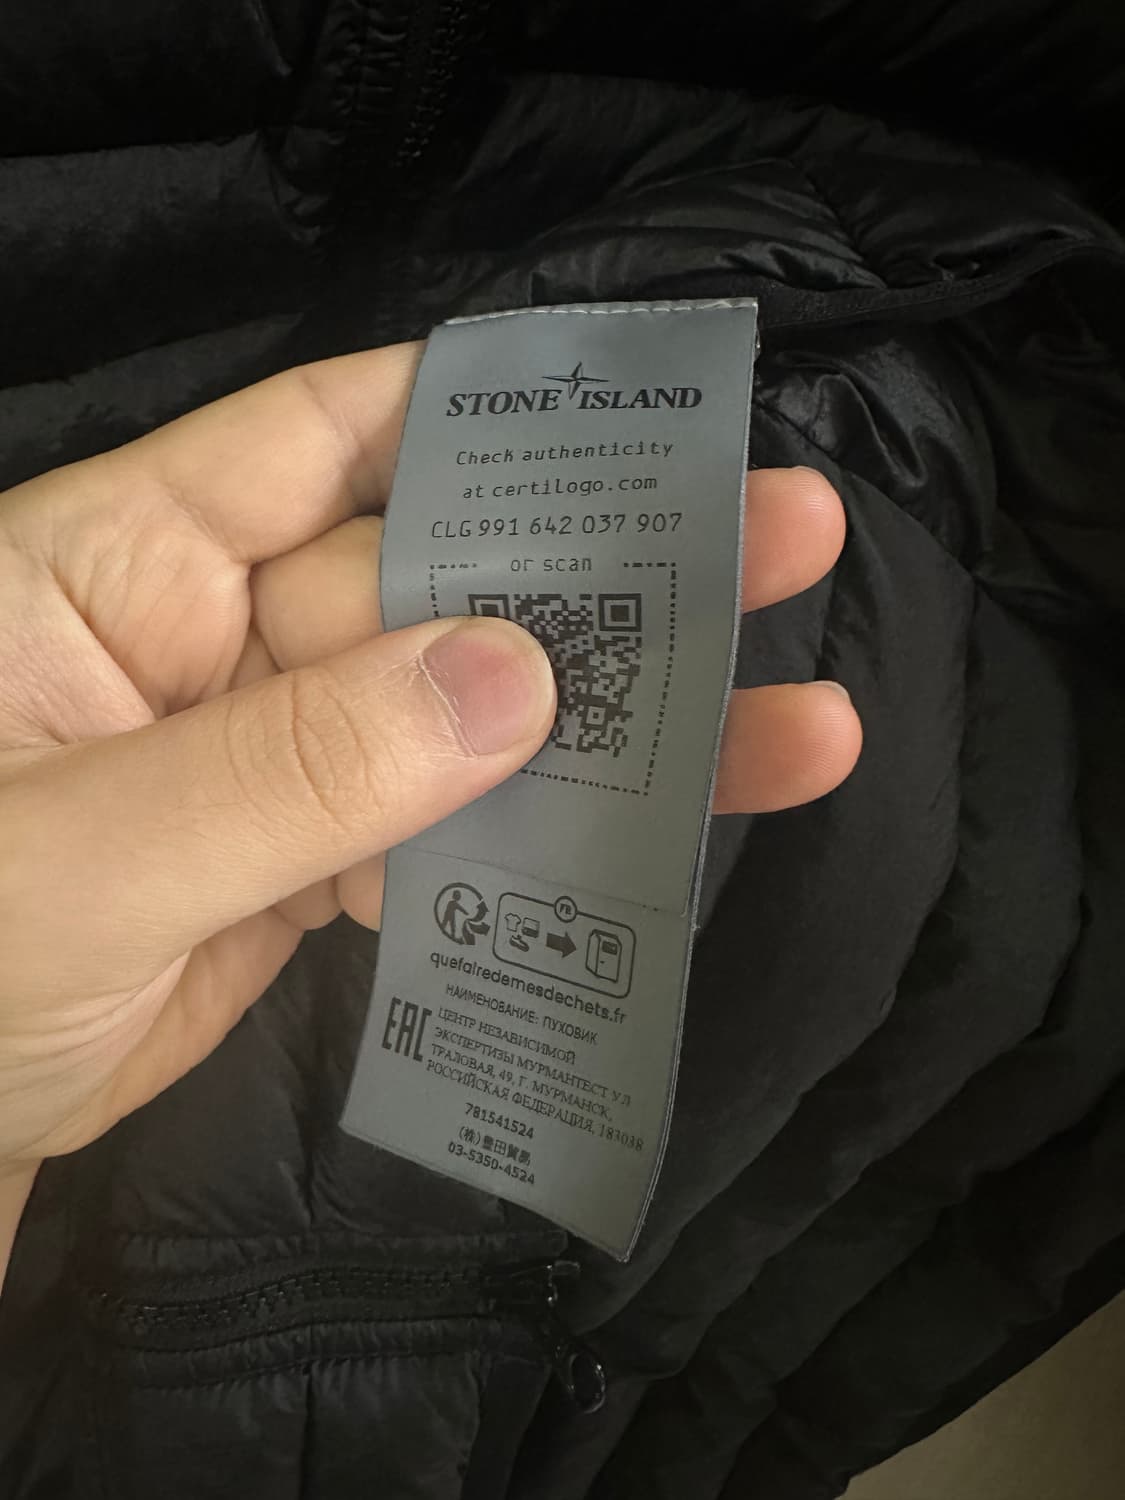 STONE ISLAND
Check authenticity
at certilogo.com
CLG 991 642 037 907
or scan
FR
quefairedemesdechets.fr
НАИМЕНОВАНИЕ: ПУХОВИК
EAC
ЦЕНТР НЕЗАВИСИМОЙ
ЭКСПЕРТИЗЫ МУРМАНТЕСТ УЛ
ТРАЛОВАЯ, 49, Г. МУРМАНСК,
РОССИЙСКАЯ ФЕДЕРАЦИЯ, 183038
781541524
(株)豊田貿易
03-5350-4524